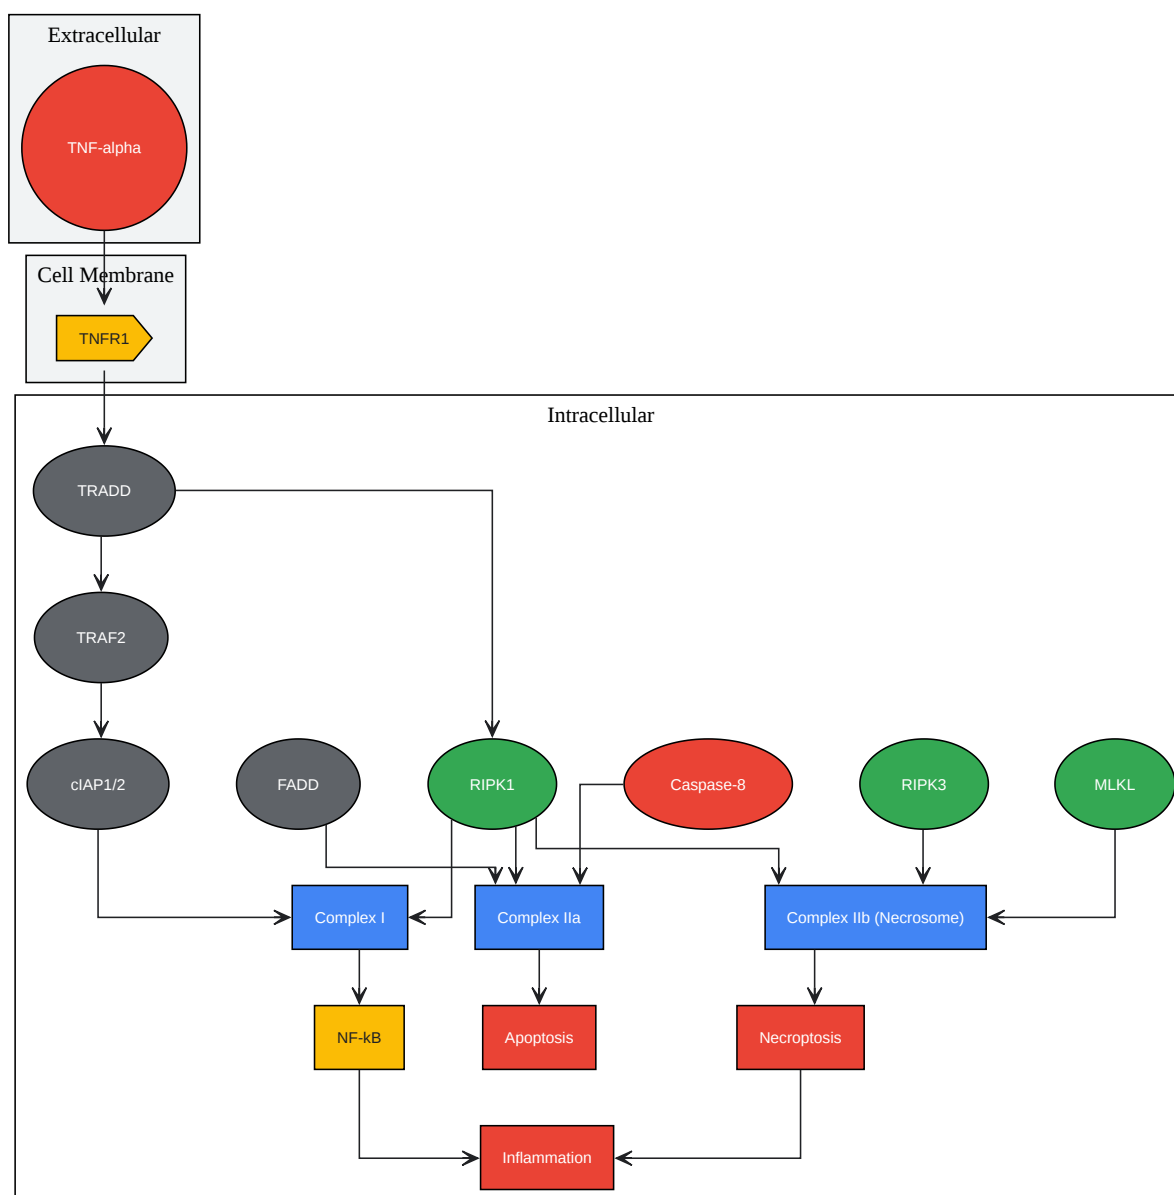 Extracellular
TNF-alpha
Cell Membrane
TNFR1
Intracellular
TRADD
TRAF2
cIAP1/2
FADD
RIPK1
Caspase-8
RIPK3
MLKL
Complex I
Complex IIa
Complex IIb (Necrosome)
NF-kB
Apoptosis
Necroptosis
Inflammation